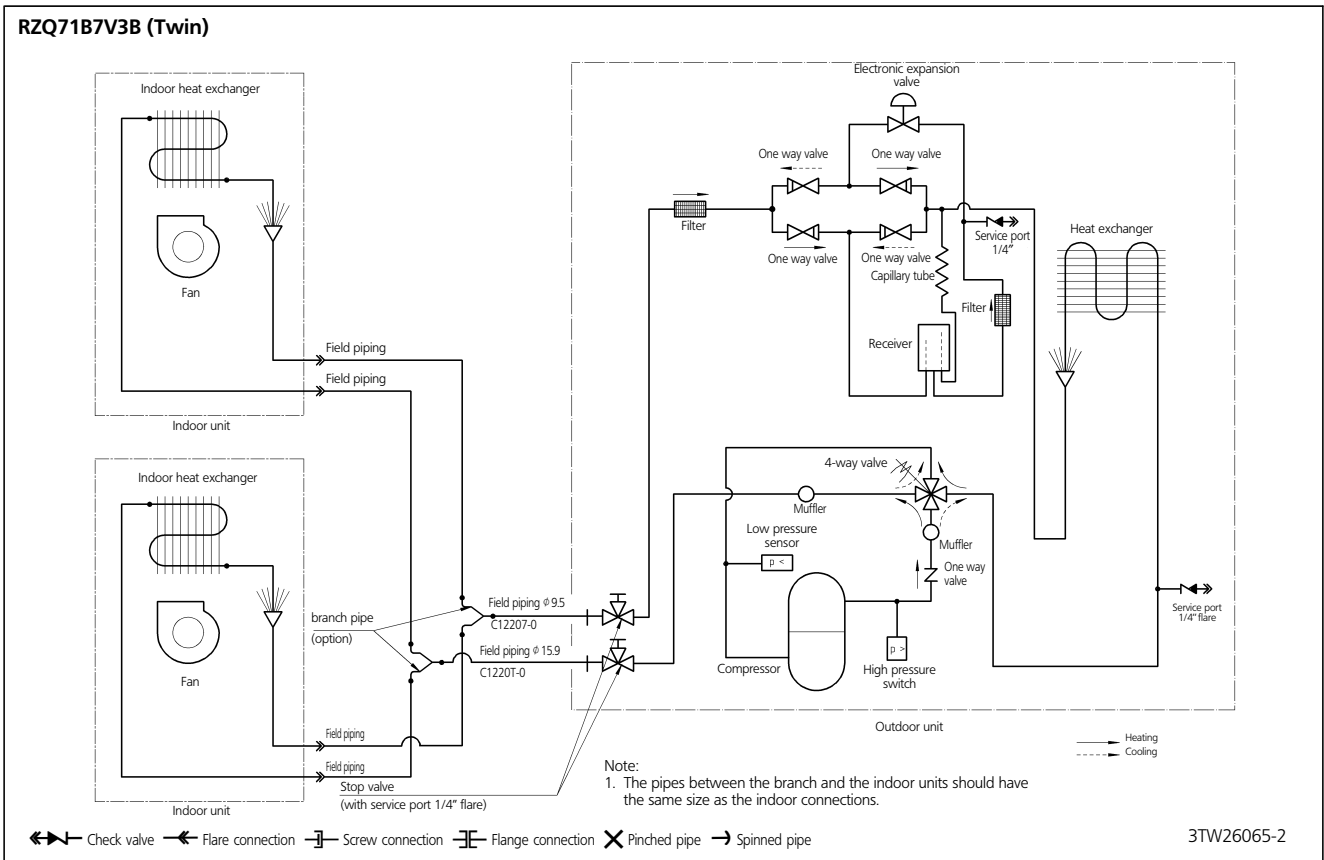 RZQ71B7V3B (Twin)
Indoor heat exchanger
Fan
Field piping
Field piping
Indoor unit
Indoor heat exchanger
Fan
branch pipe
(option)
Field piping ϕ 9.5
C12207-0
Field piping ϕ 15.9
C1220T-0
Field piping
Field piping
Stop valve
(with service port 1/4″ flare)
Indoor unit
Electronic expansion
valve
One way valve
One way valve
Filter
One way valve
One way valve
Capillary tube
Service port
1/4″
Heat exchanger
Filter
Receiver
4-way valve
Muffler
Low pressure
sensor
p <
Muffler
One way
valve
Compressor
p >
High pressure
switch
Service port
1/4″ flare
Outdoor unit
Heating
Cooling
Note:
1. The pipes between the branch and the indoor units should have
the same size as the indoor connections.
Check valve Flare connection Screw connection Flange connection Pinched pipe Spinned pipe
3TW26065-2